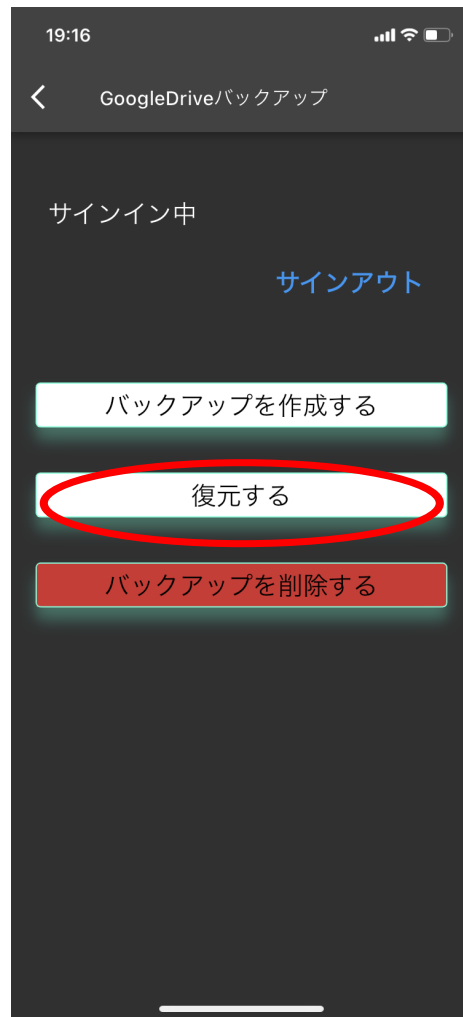 19:16
GoogleDriveバックアップ
サインイン中
サインアウト
バックアップを作成する
復元する
バックアップを削除する